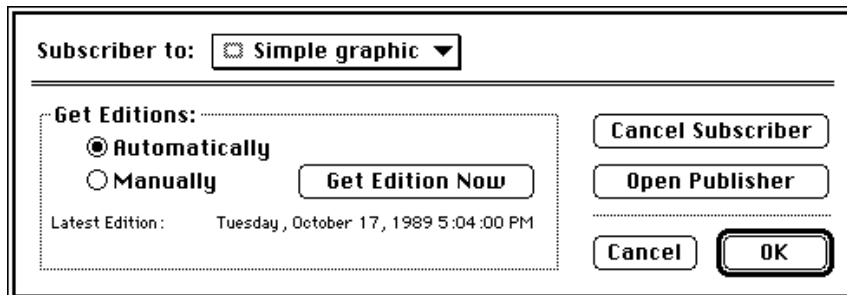 Subscriber to: Simple graphic
Get Editions:
Automatically
Manually
Get Edition Now
Latest Edition: Tuesday, October 17, 1989 5:04:00 PM
Cancel Subscriber
Open Publisher
Cancel
OK